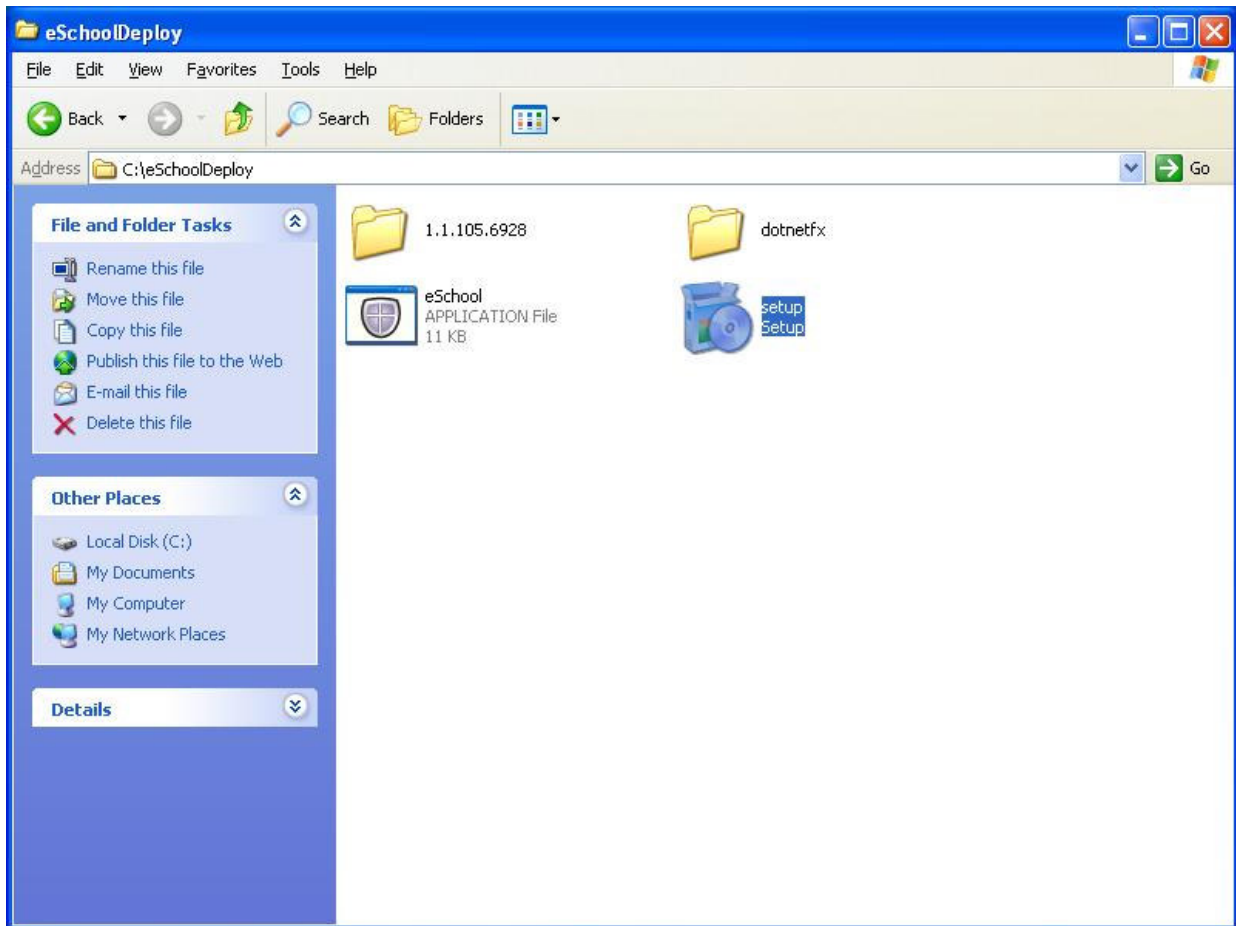 eSchoolDeploy
File Edit View Favorites Tools Help
Back Search Folders
Address C:\eSchoolDeploy Go
File and Folder Tasks
Rename this file
Move this file
Copy this file
Publish this file to the Web
E-mail this file
Delete this file
Other Places
Local Disk (C:)
My Documents
My Computer
My Network Places
Details
1.1.105.6928
dotnetfx
eSchool
APPLICATION File
11 KB
setup
Setup